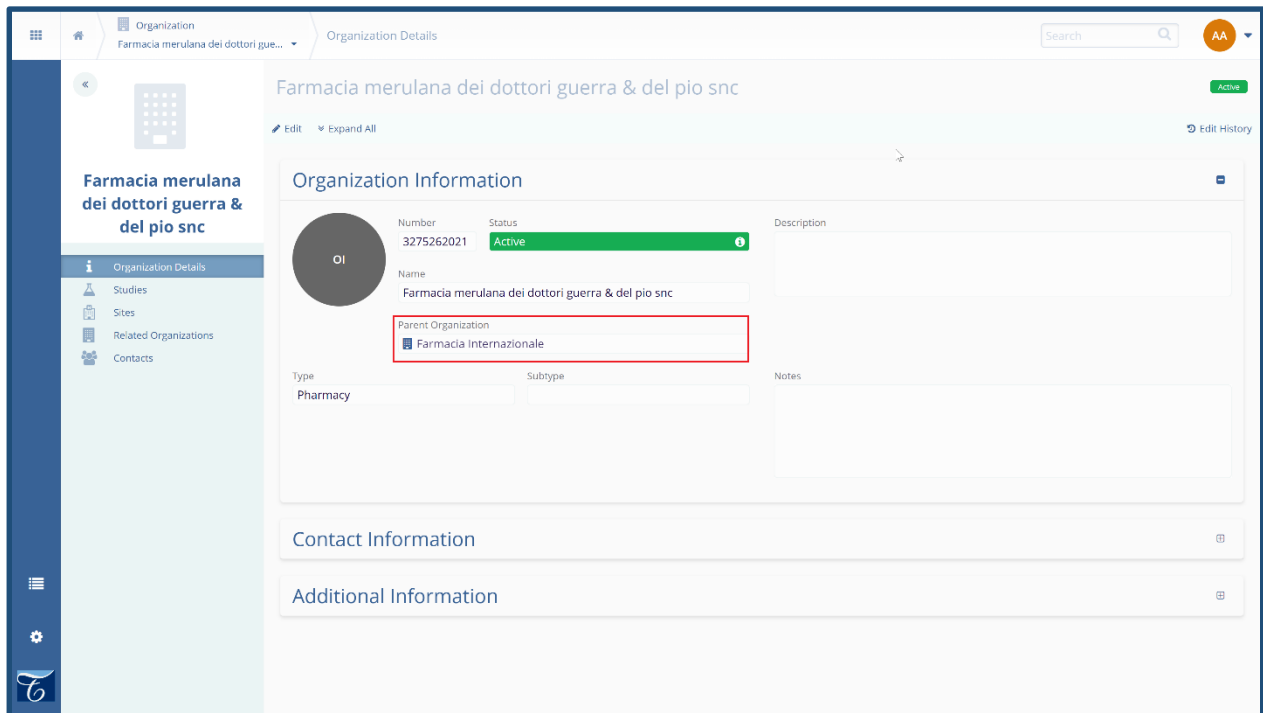 Organization
Farmacia merulana dei dottori gue...
Organization Details
Search
AA
Farmacia merulana dei dottori guerra & del pio snc
Active
Edit
Expand All
Edit History
Farmacia merulana
dei dottori guerra &
del pio snc
Organization Details
Studies
Sites
Related Organizations
Contacts
Organization Information
OI
Number
Status
Description
3275262021
Active
Name
Farmacia merulana dei dottori guerra & del pio snc
Parent Organization
Farmacia Internazionale
Type
Subtype
Notes
Pharmacy
Contact Information
Additional Information